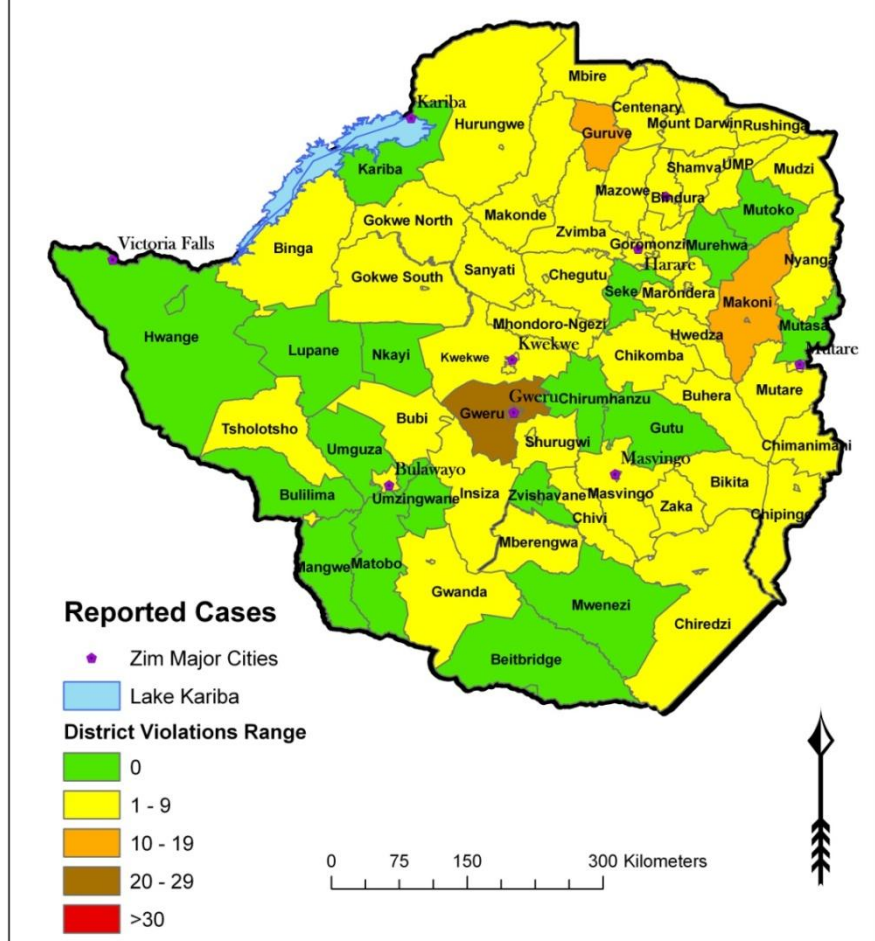 Mbire
Kariba
Centenary
Hurungwe
Mount Darwin
Rushinga
Guruve
Shamva
UMP
Kariba
Mudzi
Mazowe
Bindura
Mutoko
Gokwe North
Makonde
Zvimba
Victoria Falls
Binga
Goromonzi
Murehwa
Nyanga
Gokwe South
Sanyati
Chegutu
Harare
Seke
Marondera
Makoni
Mhondoro-Ngezi
Mutasa
Hwange
Hwedza
Lupane
Nkayi
Kwekwe
Kwekwe
Chikomba
Mutare
Mutare
Gweru
Chirumhanzu
Buhera
Gweru
Bubi
Tsholotsho
Gutu
Shurugwi
Umguza
Chimanimani
Masvingo
Bulawayo
Bikita
Bulilima
Umzingwane
Insiza
Zvishavane
Masvingo
Zaka
Chipinge
Chivi
Mberengwa
Mangwe
Matobo
Gwanda
Mwenezi
Chiredzi
Beitbridge
Reported Cases
Zim Major Cities
Lake Kariba
District Violations Range
0
1 - 9
10 - 19
20 - 29
>30
0 75 150 300 Kilometers